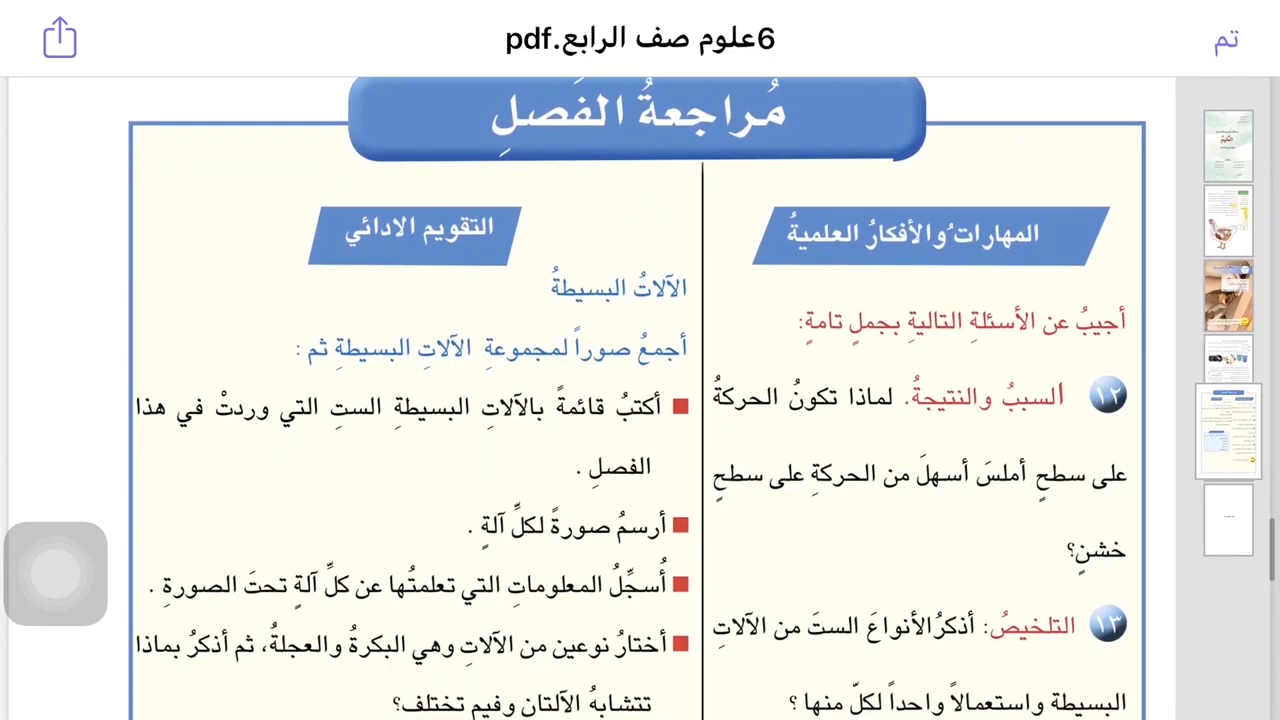 تم
6علوم صف الرابع.pdf
مُراجعةُ الفَصلِ
المهاراتُ والأفكارُ العلميةُ
أجيبُ عن الأسئلةِ التاليةِ بجملٍ تامةٍ:
١٢ السببُ والنتيجةُ. لماذا تكونُ الحركةُ
على سطحٍ أملسَ أسهلَ من الحركةِ على سطحٍ
خشنٍ؟
١٣ التلخيصُ: أذكرُ الأنواعَ الستَ من الآلاتِ
البسيطة واستعمالاً واحداً لكلّ منها ؟
التقويم الادائي
الآلاتُ البسيطةُ
أجمعُ صوراً لمجموعةِ الآلاتِ البسيطةِ ثم :
أكتبُ قائمةً بالآلاتِ البسيطةِ الستِ التي وردتْ في هذا
الفصلِ .
أرسمُ صورةً لكلِّ آلةٍ .
أُسجِّلُ المعلوماتِ التي تعلمتُها عن كلِّ آلةٍ تحتَ الصورةِ .
أختارُ نوعين من الآلاتِ وهي البكرةُ والعجلةُ، ثم أذكرُ بماذا
تتشابهُ الآلتان وفيم تختلف؟